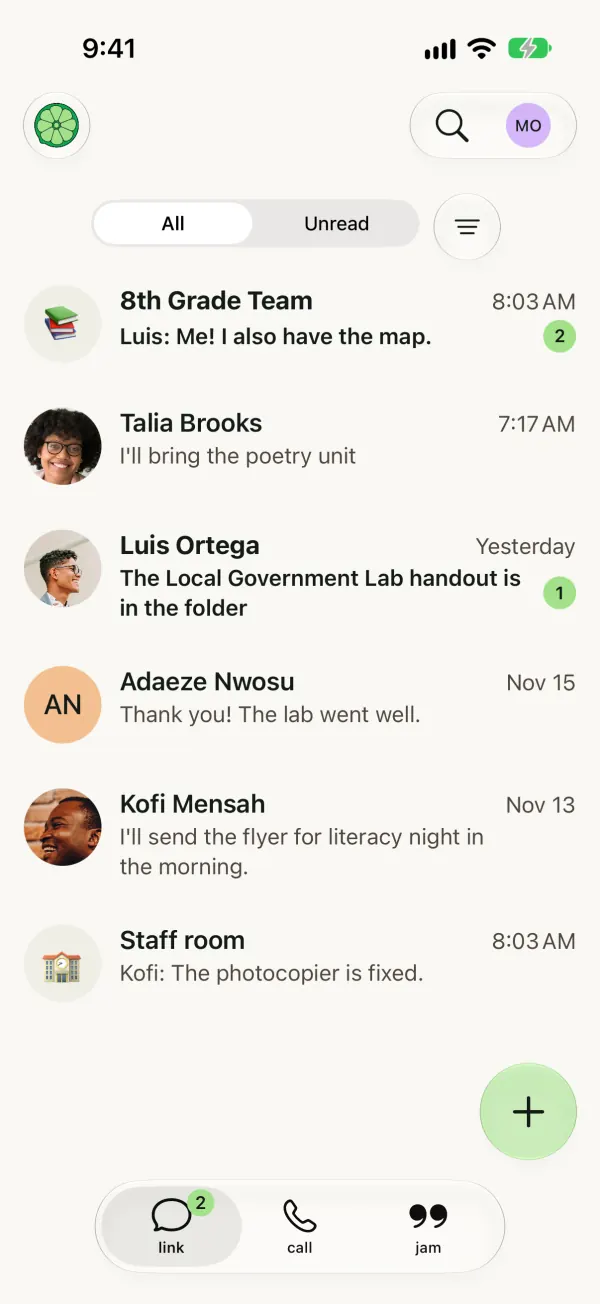 9:41
MO
All
Unread
8th Grade Team
8:03 AM
Luis: Me! I also have the map.
2
Talia Brooks
7:17 AM
I'll bring the poetry unit
Luis Ortega
Yesterday
The Local Government Lab handout is
in the folder
1
AN
Adaeze Nwosu
Nov 15
Thank you! The lab went well.
Kofi Mensah
Nov 13
I'll send the flyer for literacy night in
the morning.
Staff room
8:03 AM
Kofi: The photocopier is fixed.
2
link
call
jam